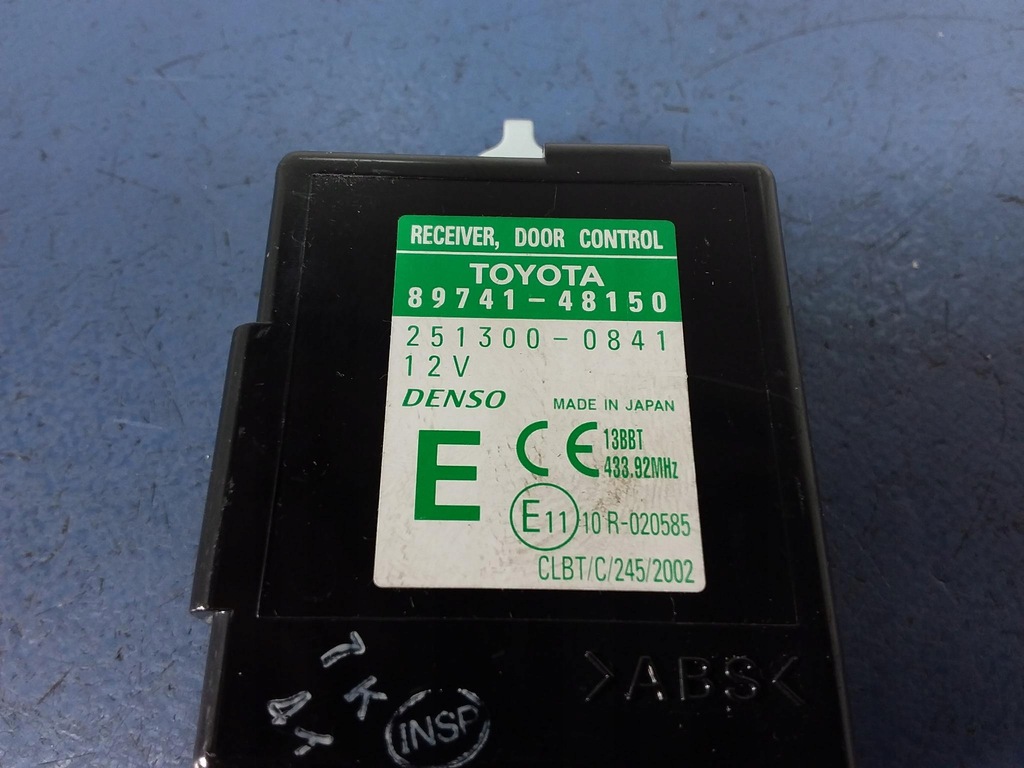 RECEIVER, DOOR CONTROL
TOYOTA
89741-48150
251300-0841
12V
DENSO MADE IN JAPAN
E CE 13BBT
433.92MHz
E11 10 R-020585
CLBT/C/245/2002
>ABS<
INSP